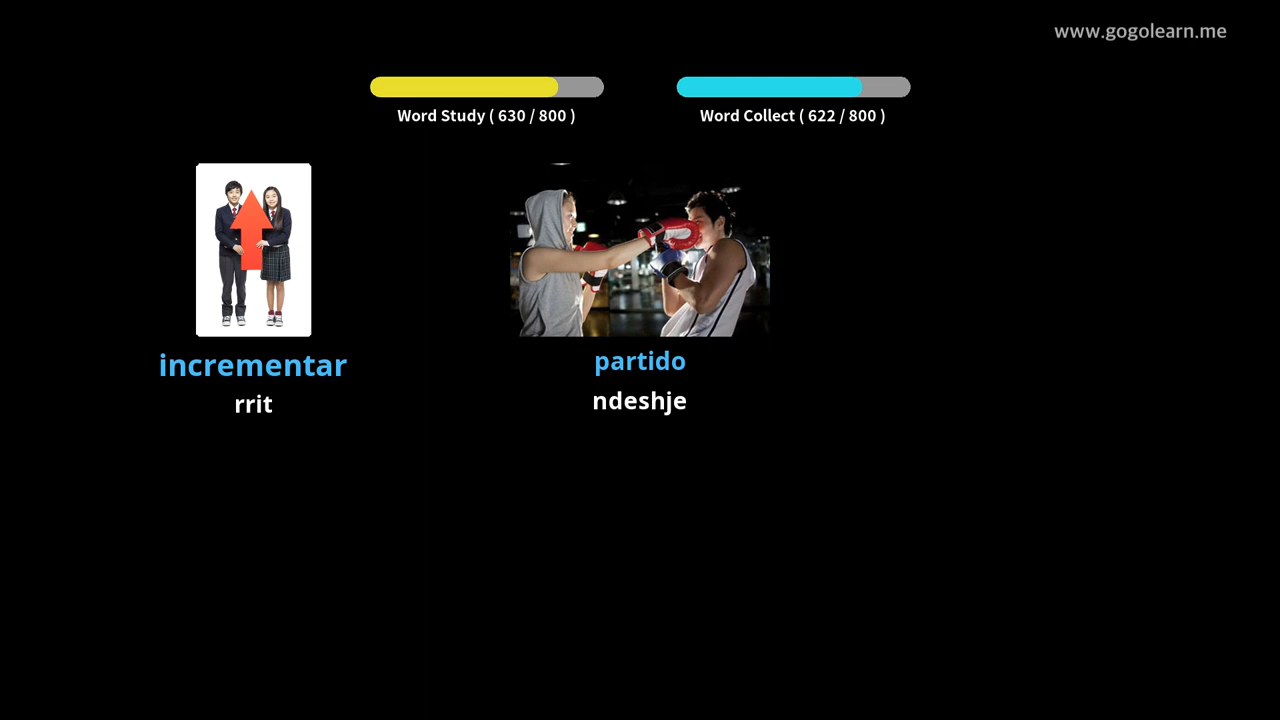 www.gogolearn.me
Word Study ( 630 / 800 )
Word Collect ( 622 / 800 )
incrementar
rrit
partido
ndeshje